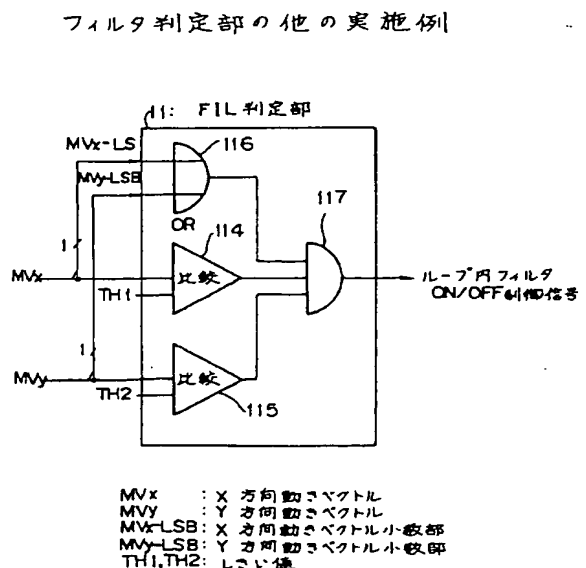 フィルタ判定部の他の実施例
11: FIL判定部
MVx-LS
MVy-LSB
116
OR
117
114
1
MVx
比較
TH1
ループ内フィルタ
ON/OFF制御信号
1
MVy
比較
TH2
115
MVx : X 方向動きベクトル
MVy : Y 方向動きベクトル
MVx-LSB: X 方向動きベクトル小数部
MVy-LSB: Y 方向動きベクトル小数部
TH1,TH2: しきい値